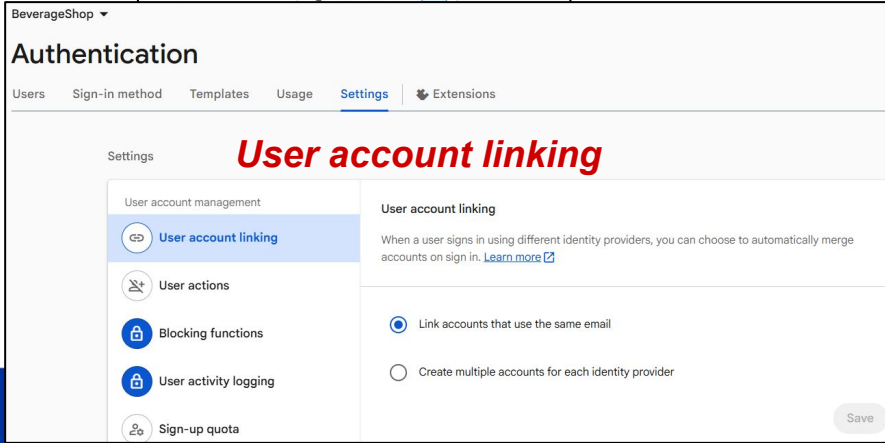 BeverageShop
Authentication
Users Sign-in method Templates Usage Settings Extensions
Settings
User account linking
User account management
User account linking
User actions
Blocking functions
User activity logging
Sign-up quota
User account linking
When a user signs in using different identity providers, you can choose to automatically merge
accounts on sign in. Learn more
Link accounts that use the same email
Create multiple accounts for each identity provider
Save